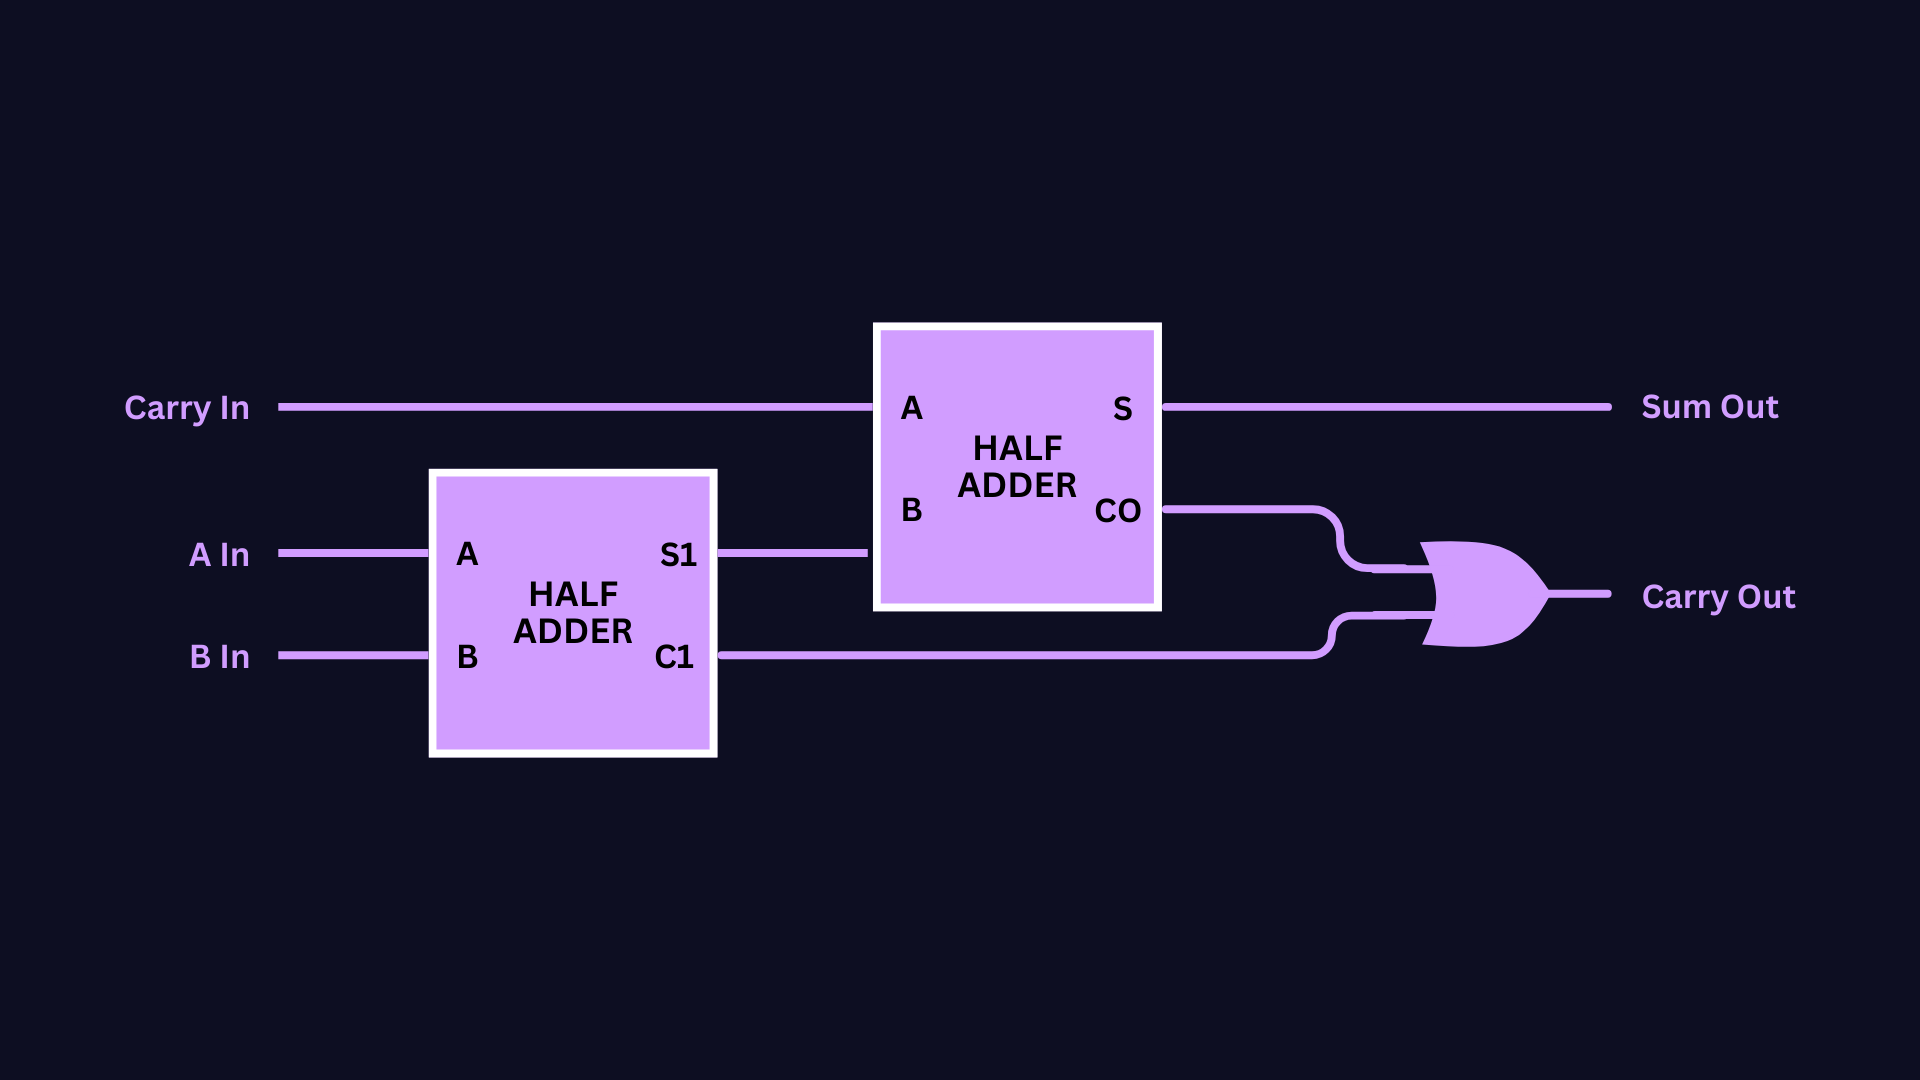 Carry In
A
S
Sum Out
HALF
ADDER
B
CO
A In
A
S1
HALF
ADDER
B In
B
C1
Carry Out